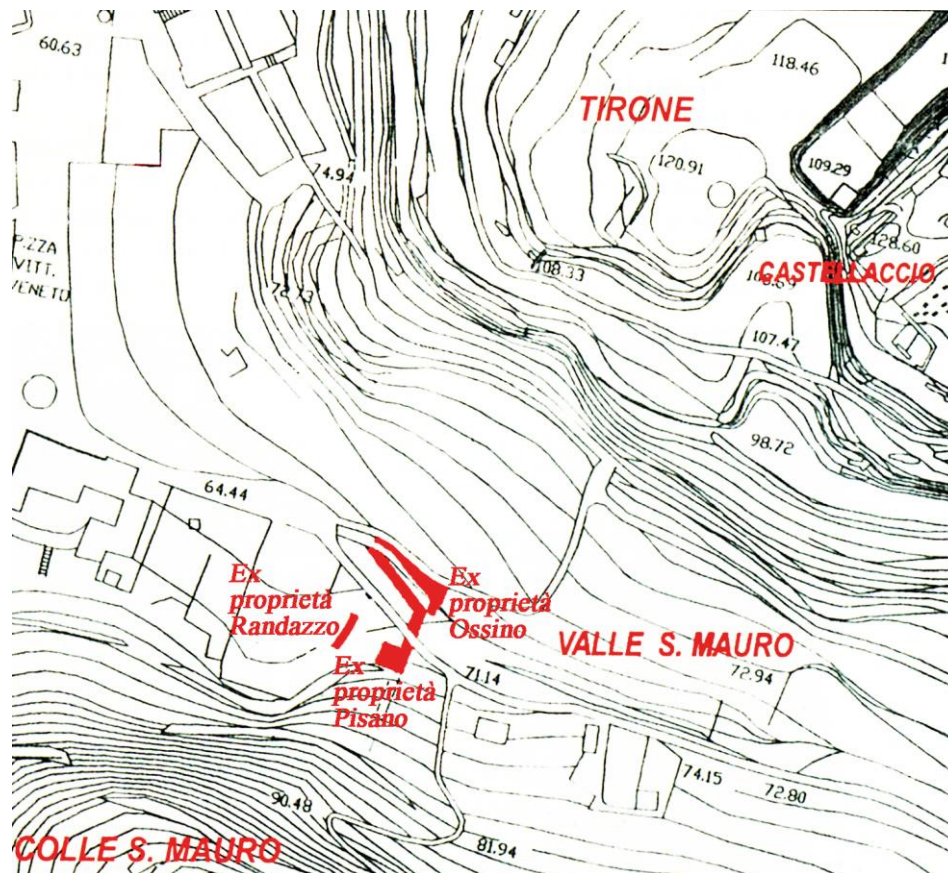 60.63
118.46
TIRONE
120.91
109.29
74.94
128.60
P.ZZA
VITT.
VENETO
108.33
CASTELLACCIO
108.69
72.73
107.47
98.72
64.44
Ex
proprietà
Randazzo
Ex
proprietà
Ossino
VALLE S. MAURO
Ex
proprietà
Pisano
71.14
72.94
74.15
72.80
90.48
81.94
COLLE S. MAURO